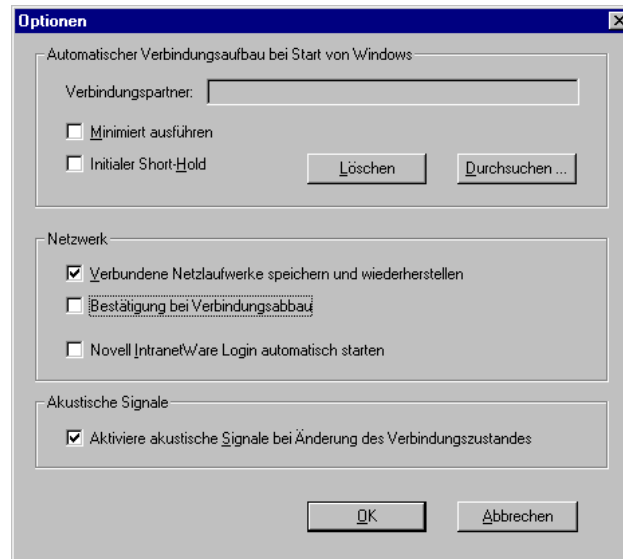 Optionen
Automatischer Verbindungsaufbau bei Start von Windows
Verbindungspartner:
Minimiert ausführen
Initialer Short-Hold
Löschen
Durchsuchen ...
Netzwerk
Verbundene Netzlaufwerke speichern und wiederherstellen
Bestätigung bei Verbindungsabbau
Novell IntranetWare Login automatisch starten
Akustische Signale
Aktiviere akustische Signale bei Änderung des Verbindungszustandes
OK
Abbrechen